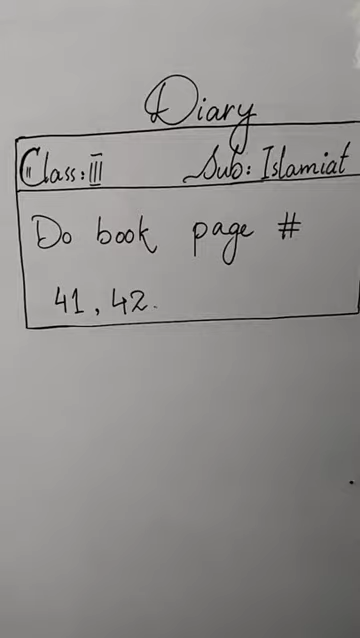 Diary
Class: III Sub: Islamiat
Do book page #
41, 42.